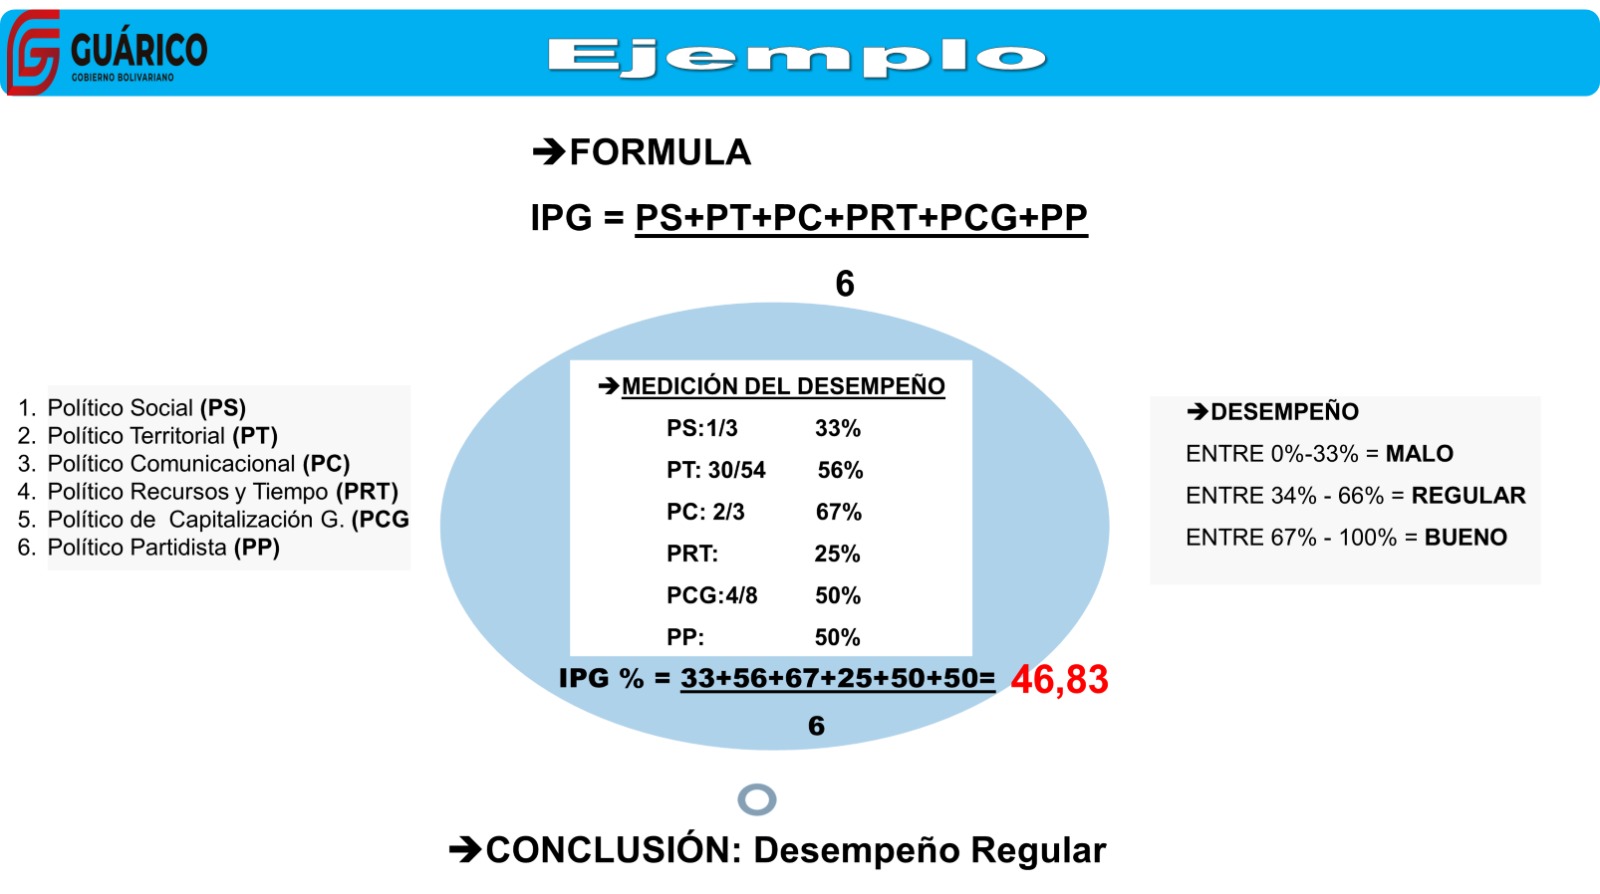 GUÁRICO
GOBIERNO BOLIVARIANO
Ejemplo
➔FORMULA
IPG = PS+PT+PC+PRT+PCG+PP
6
1. Político Social (PS)
2. Político Territorial (PT)
3. Político Comunicacional (PC)
4. Político Recursos y Tiempo (PRT)
5. Político de Capitalización G. (PCG
6. Político Partidista (PP)
➔MEDICIÓN DEL DESEMPEÑO
PS:1/3 33%
PT: 30/54 56%
PC: 2/3 67%
PRT: 25%
PCG:4/8 50%
PP: 50%
IPG % = 33+56+67+25+50+50= 46,83
6
➔DESEMPEÑO
ENTRE 0%-33% = MALO
ENTRE 34% - 66% = REGULAR
ENTRE 67% - 100% = BUENO
➔CONCLUSIÓN: Desempeño Regular